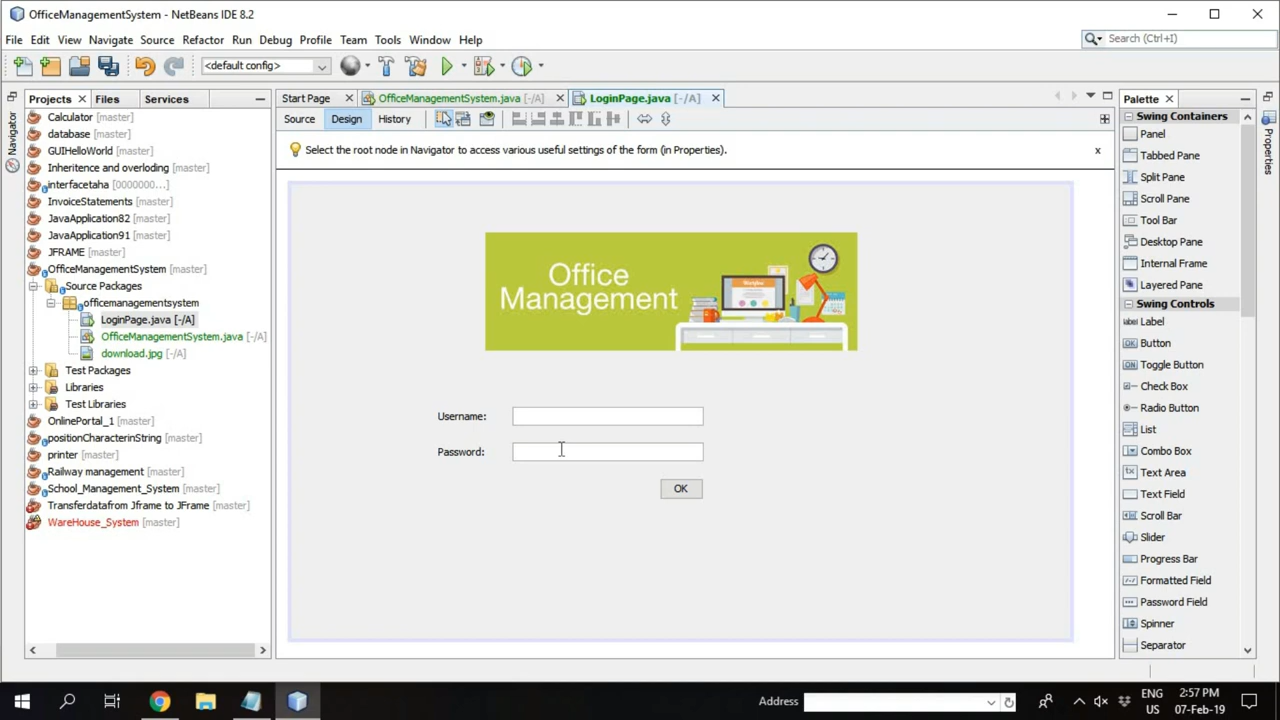 OfficeManagementSystem - NetBeans IDE 8.2
File Edit View Navigate Source Refactor Run Debug Profile Team Tools Window Help
Search (Ctrl+I)
<default config>
Projects Files Services
Start Page OfficeManagementSystem.java [-/A] LoginPage.java [-/A]
Palette
Navigator
Properties
Source Design History
Select the root node in Navigator to access various useful settings of the form (in Properties).
x
Calculator [master]
database [master]
GUIHelloWorld [master]
Inheritence and overloding [master]
interfacetaha [0000000...]
InvoiceStatements [master]
JavaApplication82 [master]
JavaApplication91 [master]
JFRAME [master]
OfficeManagementSystem [master]
Source Packages
officemanagementsystem
LoginPage.java [-/A]
OfficeManagementSystem.java [-/A]
download.jpg [-/A]
Test Packages
Libraries
Test Libraries
OnlinePortal_1 [master]
positionCharacterinString [master]
printer [master]
Railway management [master]
School_Management_System [master]
Transferdatafrom Jframe to JFrame [master]
WareHouse_System [master]
Office
Management
Username:
Password:
OK
Swing Containers
Panel
Tabbed Pane
Split Pane
Scroll Pane
Tool Bar
Desktop Pane
Internal Frame
Layered Pane
Swing Controls
label Label
OK Button
Toggle Button
Check Box
Radio Button
List
Combo Box
Text Area
Text Field
Scroll Bar
Slider
Progress Bar
Formatted Field
Password Field
Spinner
Separator
Address
ENG
US
2:57 PM
07-Feb-19